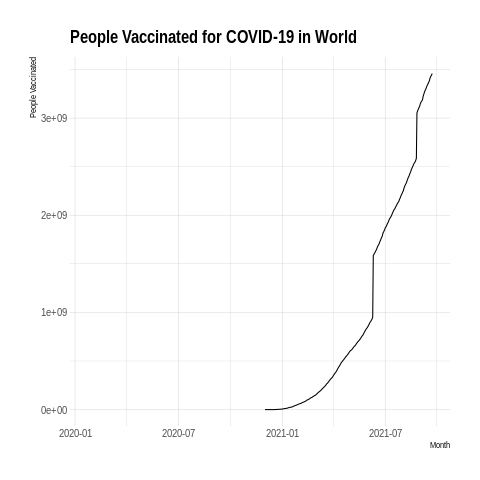 People Vaccinated for COVID-19 in World
People Vaccinated
3e+09
2e+09
1e+09
0e+00
2020-01 2020-07 2021-01 2021-07
Month